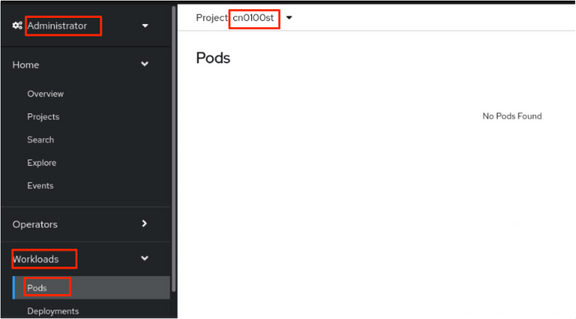 Administrator
Home
Overview
Projects
Search
Explore
Events
Operators
Workloads
Pods
Deployments
Project: cn0100st
Pods
No Pods Found